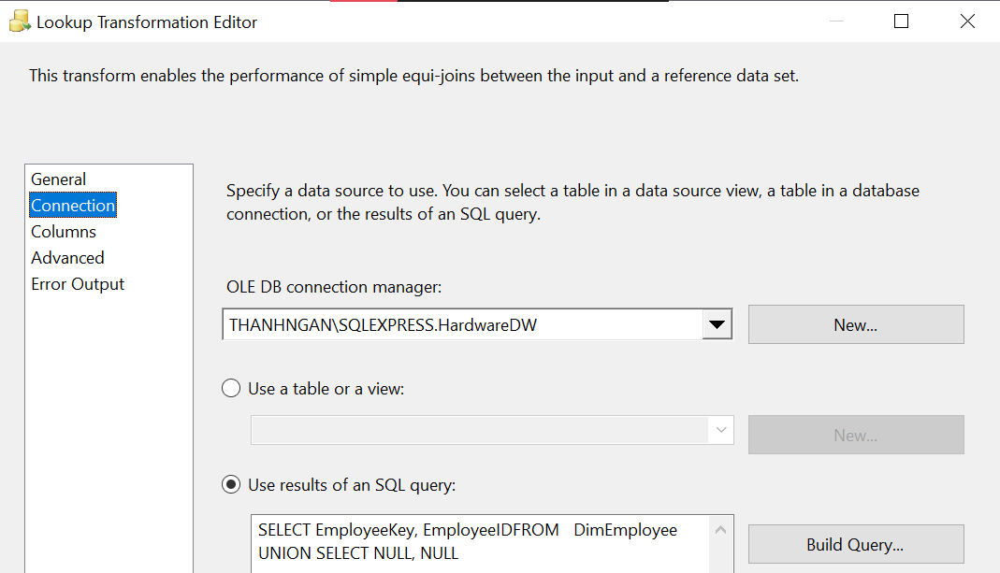 Lookup Transformation Editor
This transform enables the performance of simple equi-joins between the input and a reference data set.
General
Connection
Columns
Advanced
Error Output
Specify a data source to use. You can select a table in a data source view, a table in a database
connection, or the results of an SQL query.
OLE DB connection manager:
THANHNGAN\SQLEXPRESS.HardwareDW
New...
Use a table or a view:
New...
Use results of an SQL query:
SELECT EmployeeKey, EmployeeIDFROM   DimEmployee
UNION SELECT NULL, NULL
Build Query...